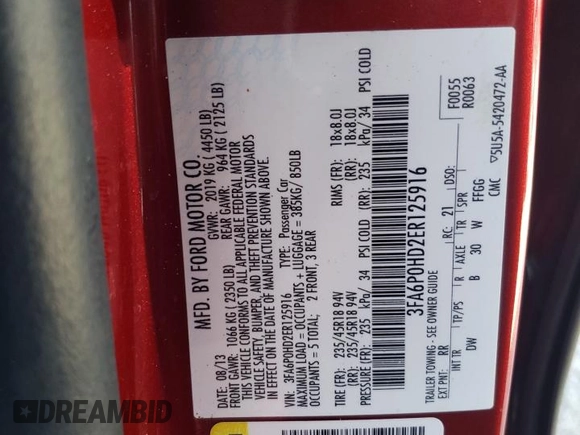 MFD. BY FORD MOTOR CO.
DATE: 08/13 GVWR: 2019 KG (4450 LB)
FRONT GAWR: 1066 KG (2350 LB) REAR GAWR: 964 KG (2125 LB)
THIS VEHICLE CONFORMS TO ALL APPLICABLE FEDERAL MOTOR
VEHICLE SAFETY, BUMPER, AND THEFT PREVENTION STANDARDS
IN EFFECT ON THE DATE OF MANUFACTURE SHOWN ABOVE.
VIN: 3FA6P0HD2ER125916 TYPE: Passenger Car
MAXIMUM LOAD = OCCUPANTS + LUGGAGE = 385KG/ 850LB
OCCUPANTS = 5 TOTAL; 2 FRONT, 3 REAR
TIRE (FR): 235/45R18 94V RIMS (FR): 18x8.0J
(RR): 235/45R18 94V (RR): 18x8.0J
PRESSURE (FR): 235 kPa/ 34 PSI COLD (RR): 235 kPa/ 34 PSI COLD
3FA6P0HD2ER125916
F0055
R0063
TRAILER TOWING - SEE OWNER GUIDE
EXT PNT: RR RC: 21 DSO:
INT TR TP/PS R AXLE TR SPR
DW B 30 W FFGG
CMC 5U5A-5420472-AA
DREAMBID